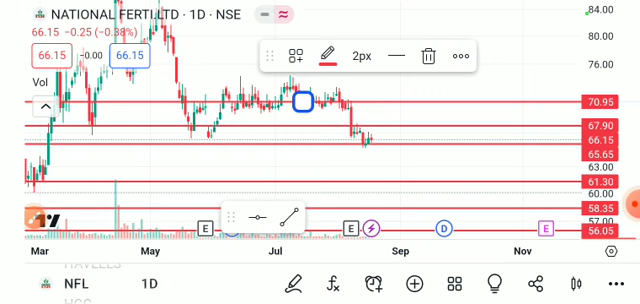 NATIONAL FERTI.LTD · 1D · NSE
66.15 −0.25 (−0.38%)
66.15 −0.00 66.15
Vol
2px
84.00
80.00
76.00
70.95
67.90
66.15
65.65
63.00
61.30
60.00
58.35
57.00
56.05
E E D E
Mar May Jul Sep Nov
HAVELLS
NFL 1D